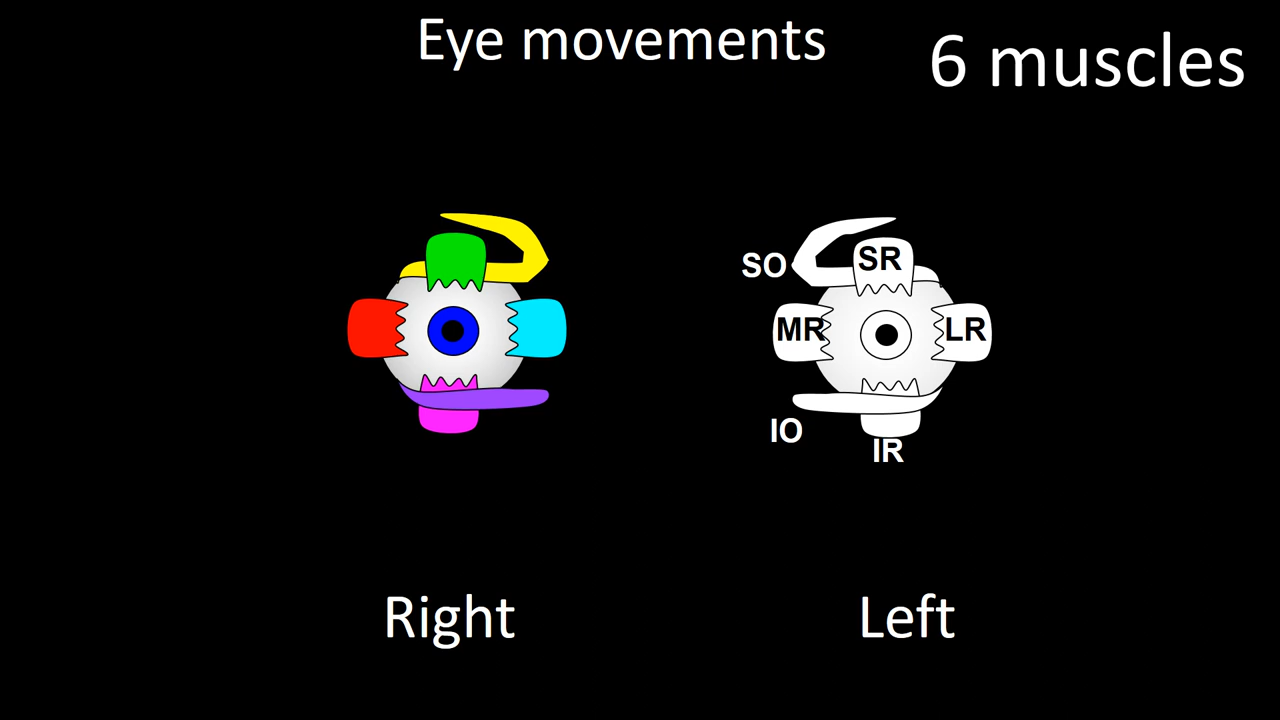 Eye movements
6 muscles
SO
SR
MR
LR
IO
IR
Right
Left